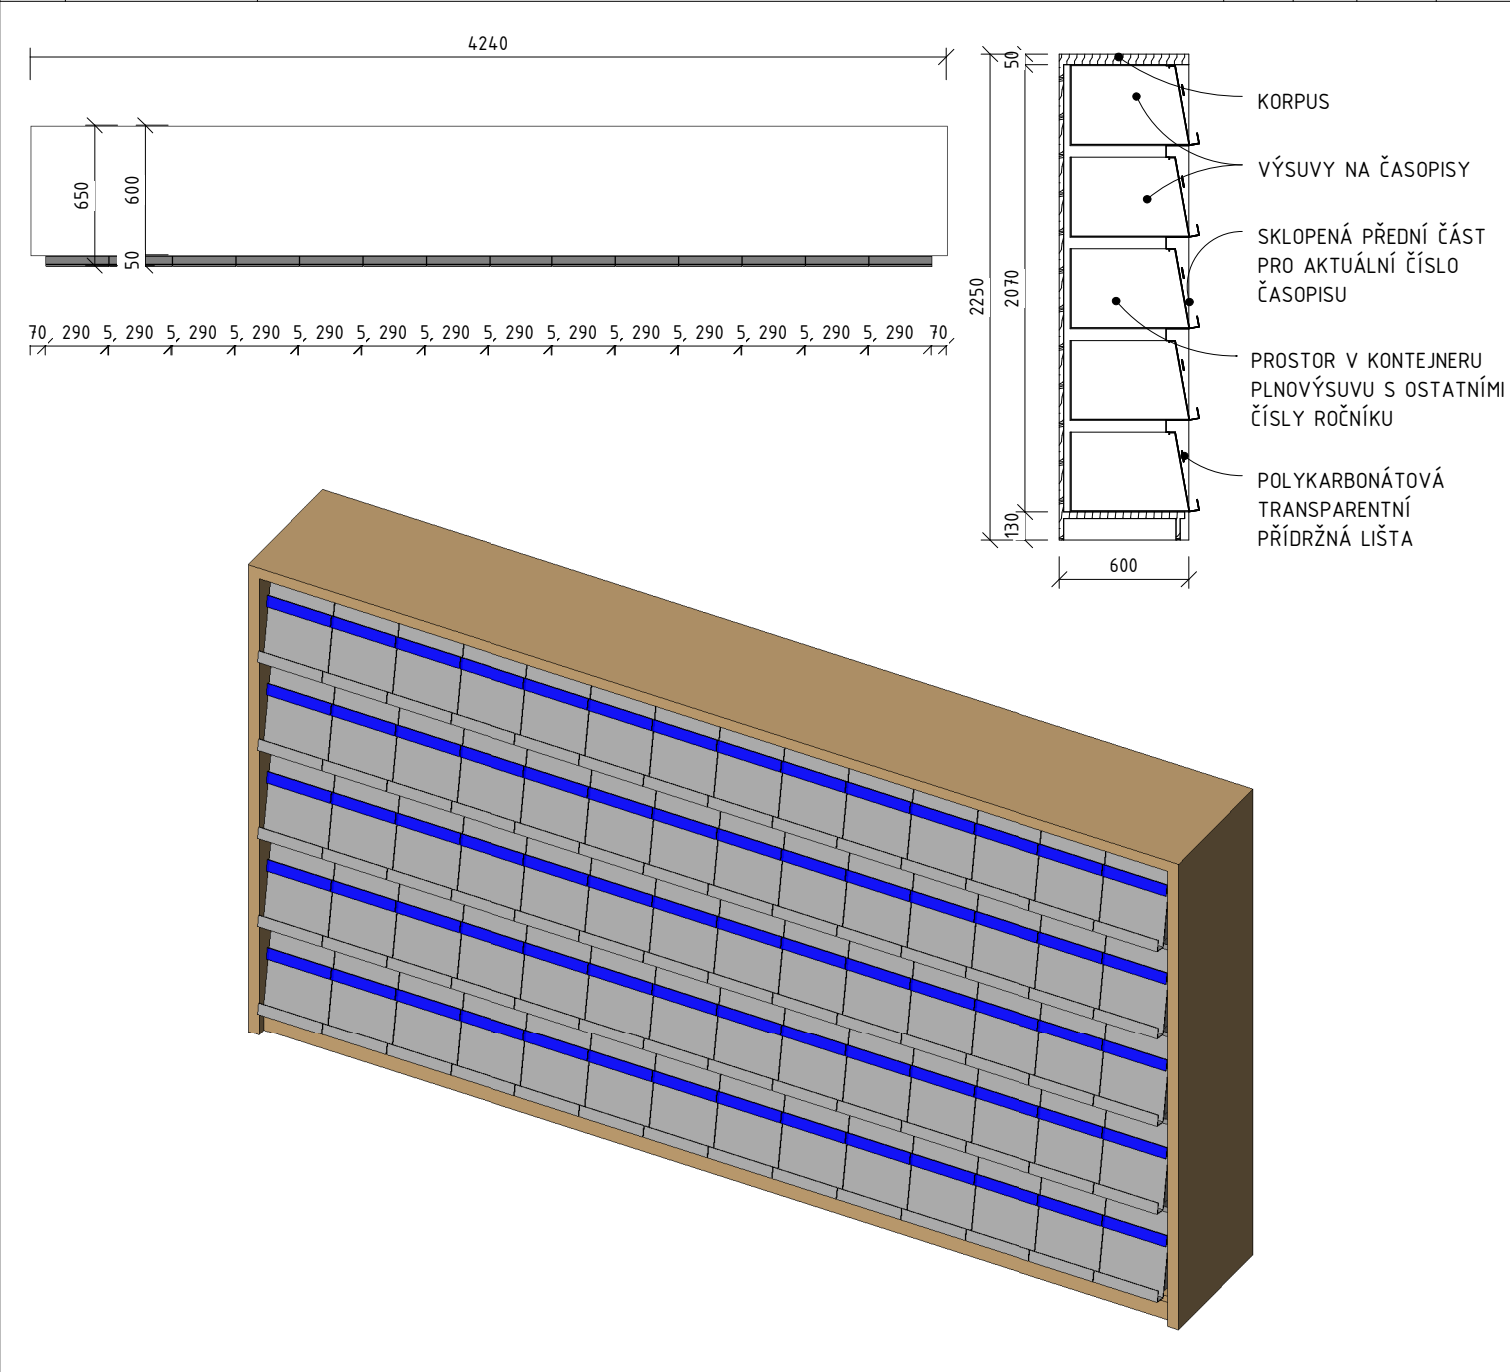 4240
650
600
50
70, 290 5, 290 5, 290 5, 290 5, 290 5, 290 5, 290 5, 290 5, 290 5, 290 5, 290 5, 290 5, 290 5, 290 70,
50
2250
2070
130
600
KORPUS
VÝSUVY NA ČASOPISY
SKLOPENÁ PŘEDNÍ ČÁST
PRO AKTUÁLNÍ ČÍSLO
ČASOPISU
PROSTOR V KONTEJNERU
PLNOVÝSUVU S OSTATNÍMI
ČÍSLY ROČNÍKU
POLYKARBONÁTOVÁ
TRANSPARENTNÍ
PŘÍDRŽNÁ LIŠTA